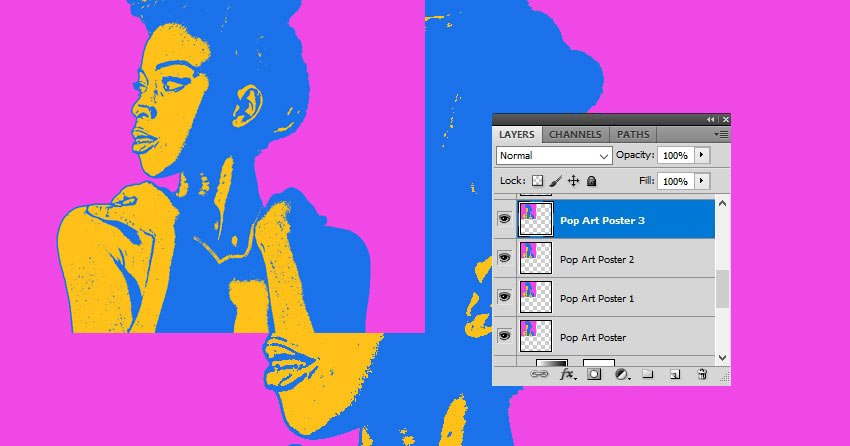 LAYERS CHANNELS PATHS
Normal Opacity: 100%
Lock: Fill: 100%
Pop Art Poster 3
Pop Art Poster 2
Pop Art Poster 1
Pop Art Poster
fx